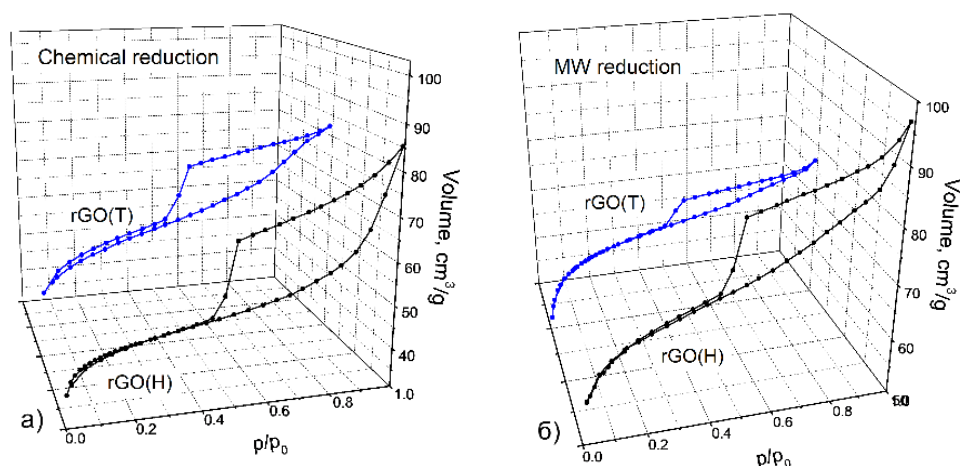 Chemical reduction
rGO(T)
rGO(H)
100
90
80
70
60
50
40
Volume, cm³/g
0.0
0.2
0.4
0.6
0.8
1.0
p/p₀
а)
MW reduction
rGO(T)
rGO(H)
100
90
80
70
60
50
Volume, cm³/g
0.0
0.2
0.4
0.6
0.8
p/p₀
б)